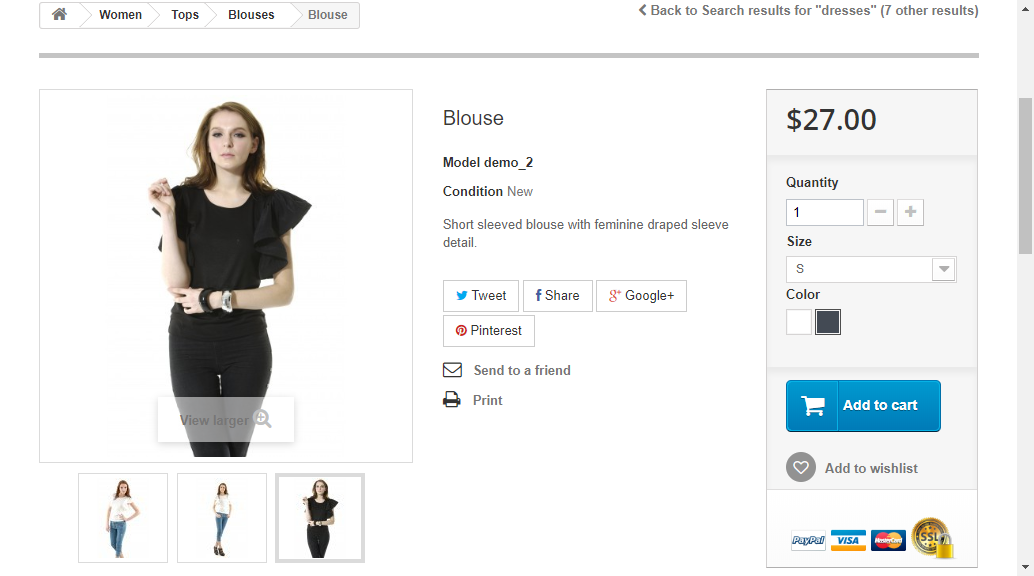 Women Tops Blouses Blouse
Back to Search results for "dresses" (7 other results)
View larger
Blouse
Model demo_2
Condition New
Short sleeved blouse with feminine draped sleeve
detail.
Tweet
Share
Google+
Pinterest
Send to a friend
Print
$27.00
Quantity
1
Size
S
Color
Add to cart
Add to wishlist
PayPal
VISA
MasterCard
SSL